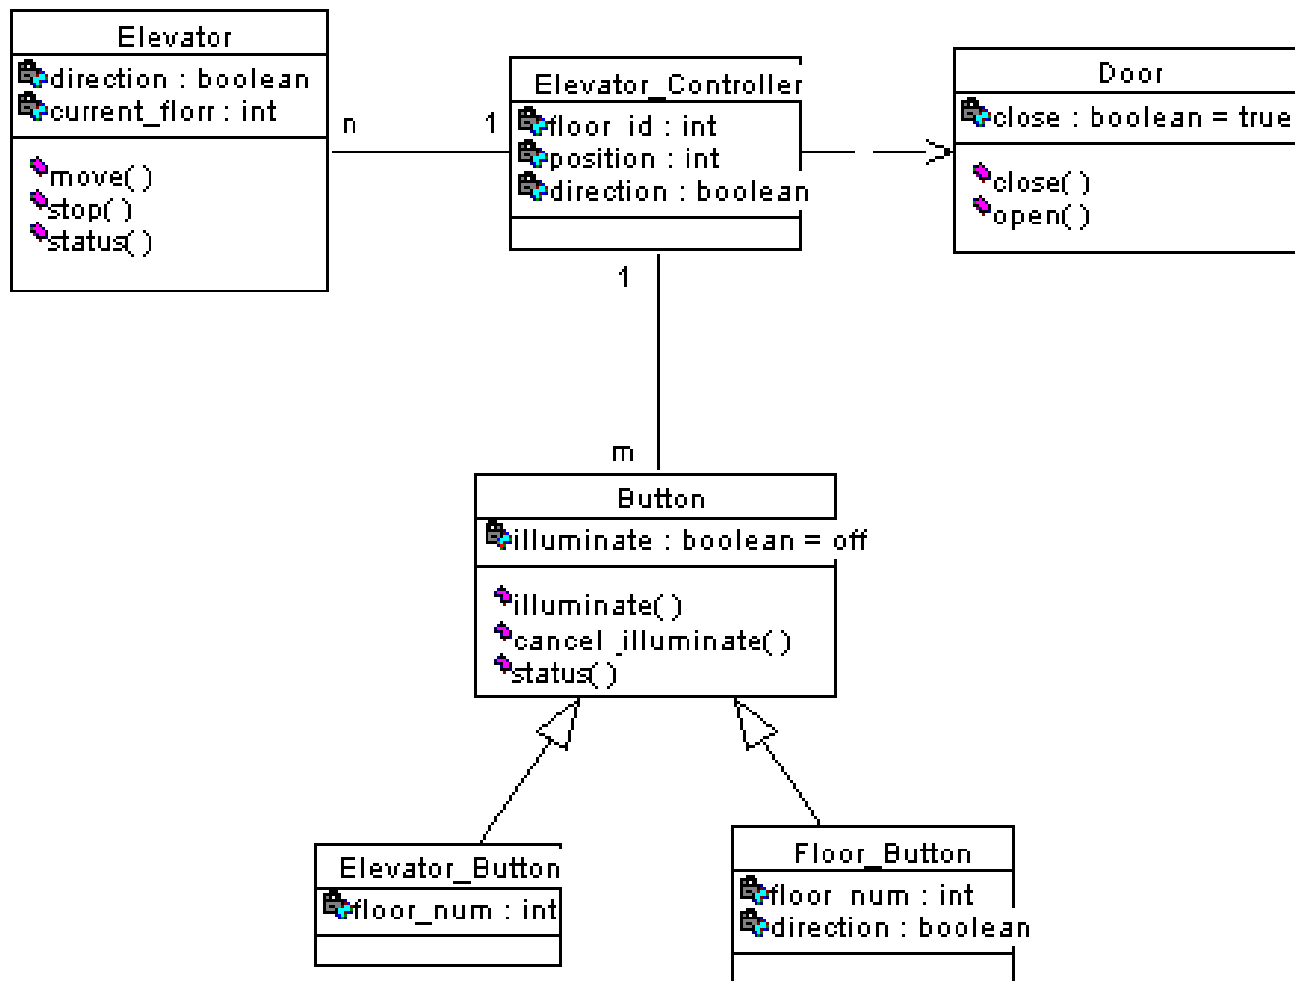 Elevator
direction : boolean
current_florr : int
move( )
stop( )
status( )
n
1
Elevator_Controller
floor_id : int
position : int
direction : boolean
Door
close : boolean = true
close( )
open( )
1
m
Button
illuminate : boolean = off
illuminate( )
cancel_illuminate( )
status( )
Elevator_Button
floor_num : int
Floor_Button
floor_num : int
direction : boolean